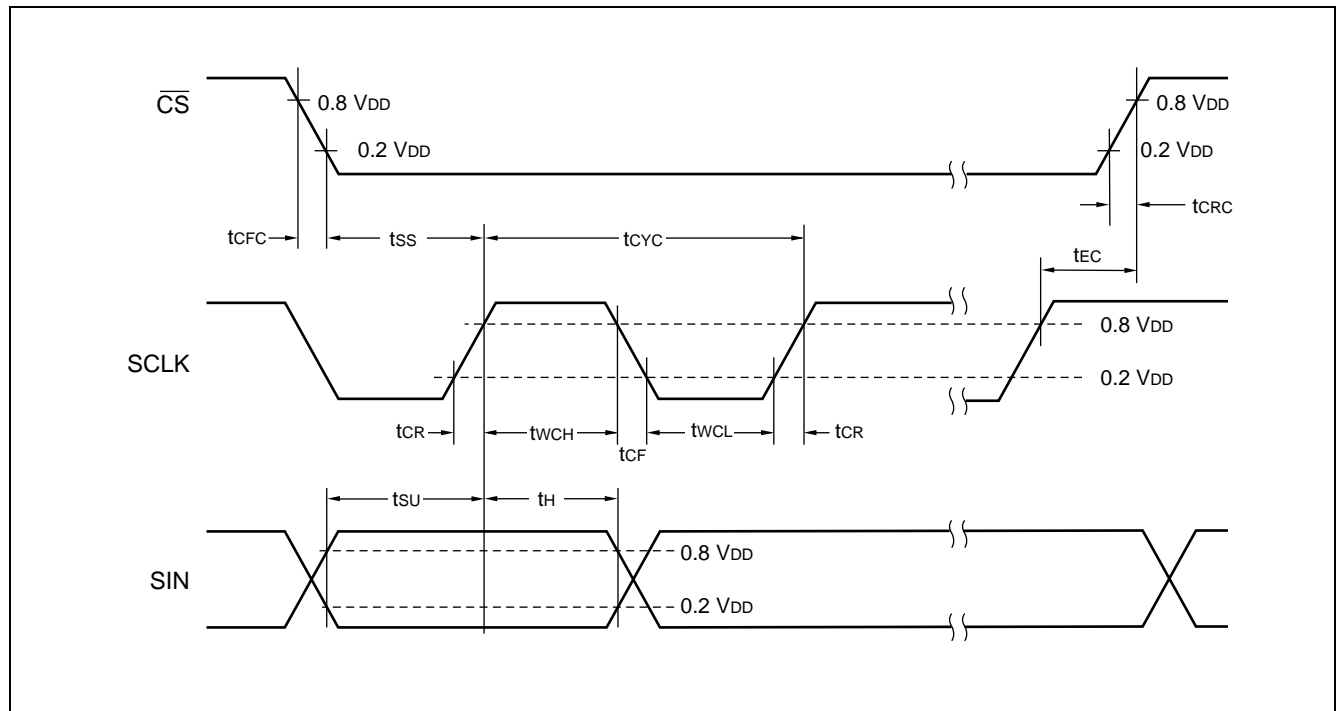 CS
0.8 VDD
0.2 VDD
0.8 VDD
0.2 VDD
tCRC
tCFC
tSS
tCYC
tEC
SCLK
0.8 VDD
0.2 VDD
tCR
tWCH
tCF
tWCL
tCR
tSU
tH
SIN
0.8 VDD
0.2 VDD